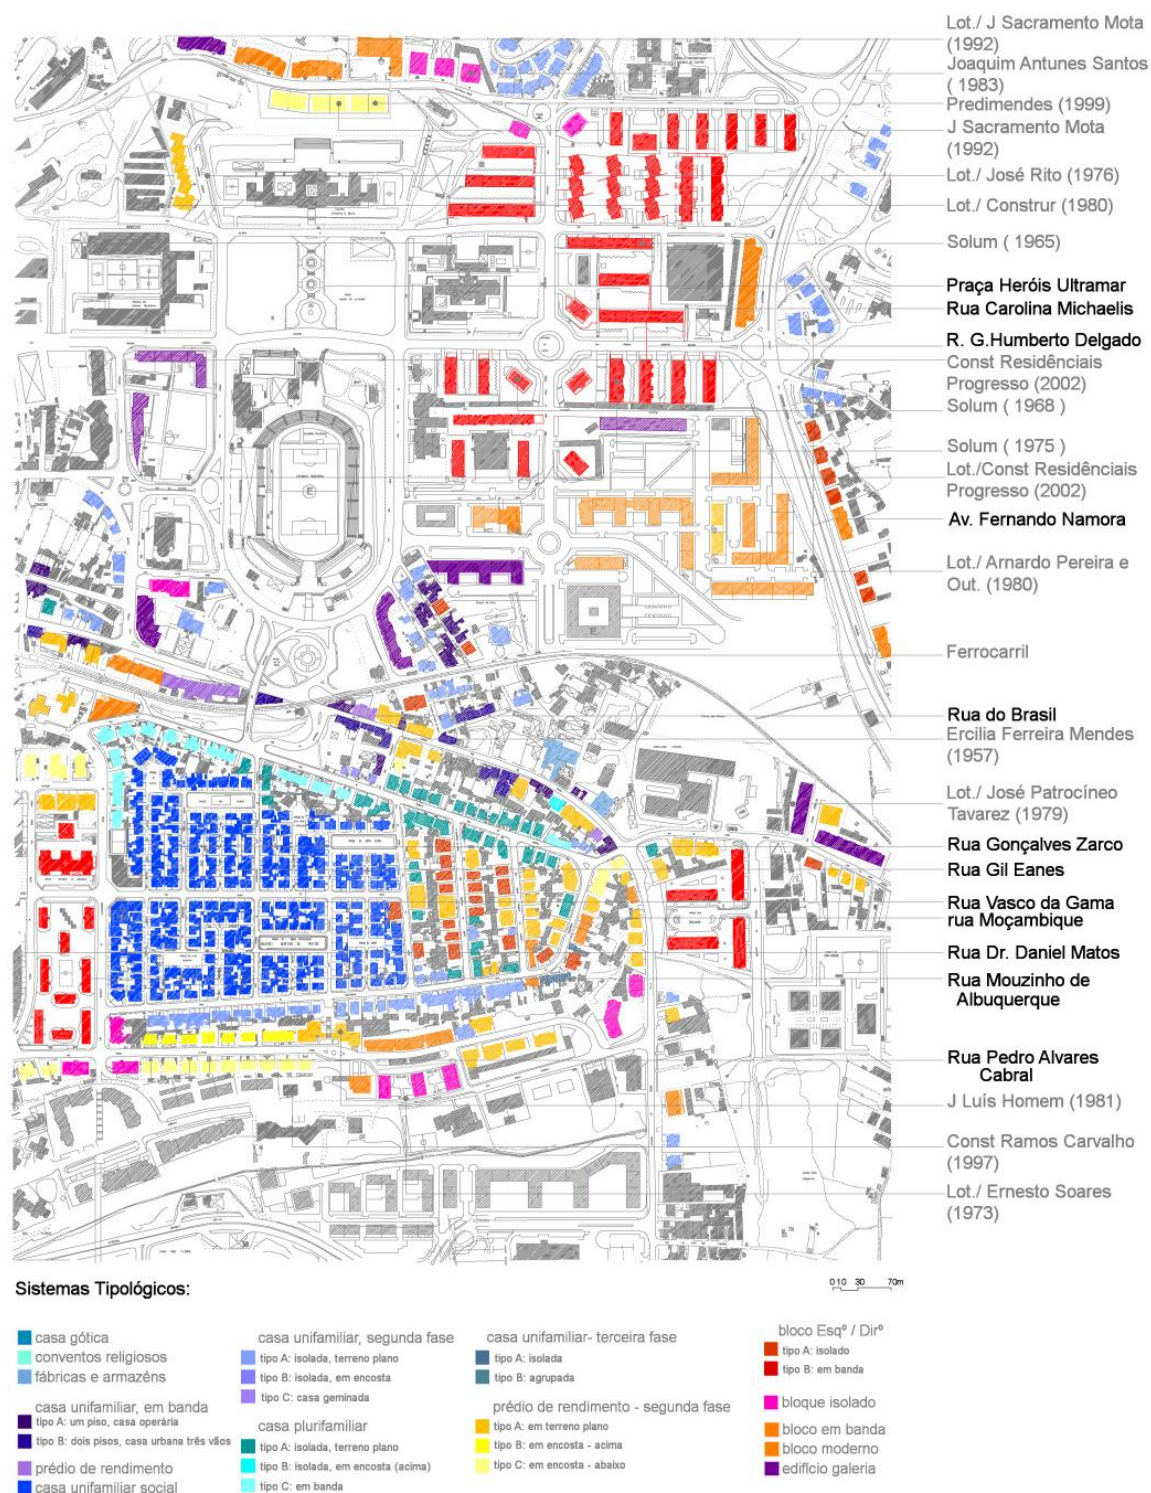 Lot./ J Sacramento Mota
(1992)
Joaquim Antunes Santos
( 1983)
Predimendes (1999)
J Sacramento Mota
(1992)
Lot./ José Rito (1976)
Lot./ Construr (1980)
Solum ( 1965)
Praça Heróis Ultramar
Rua Carolina Michaelis
R. G.Humberto Delgado
Const Residênciais
Progresso (2002)
Solum ( 1968 )
Solum ( 1975 )
Lot./Const Residênciais
Progresso (2002)
Av. Fernando Namora
Lot./ Arnardo Pereira e
Out. (1980)
Ferrocarril
Rua do Brasil
Ercilia Ferreira Mendes
(1957)
Lot./ José Patrocíneo
Tavarez (1979)
Rua Gonçalves Zarco
Rua Gil Eanes
Rua Vasco da Gama
rua Moçambique
Rua Dr. Daniel Matos
Rua Mouzinho de
Albuquerque
Rua Pedro Alvares
Cabral
J Luís Homem (1981)
Const Ramos Carvalho
(1997)
Lot./ Ernesto Soares
(1973)
0 10 30 70m
Sistemas Tipológicos:
casa gótica
conventos religiosos
fábricas e armazéns
casa unifamiliar, em banda
tipo A: um piso, casa operária
tipo B: dois pisos, casa urbana três vãos
prédio de rendimento
casa unifamiliar social
casa unifamiliar, segunda fase
tipo A: isolada, terreno plano
tipo B: isolada, em encosta
tipo C: casa geminada
casa plurifamiliar
tipo A: isolada, terreno plano
tipo B: isolada, em encosta (acima)
tipo C: em banda
casa unifamiliar- terceira fase
tipo A: isolada
tipo B: agrupada
prédio de rendimento - segunda fase
tipo A: em terreno plano
tipo B: em encosta - acima
tipo C: em encosta - abaixo
bloco Esqº / Dirº
tipo A: isolado
tipo B: em banda
bloque isolado
bloco em banda
bloco moderno
edifício galeria